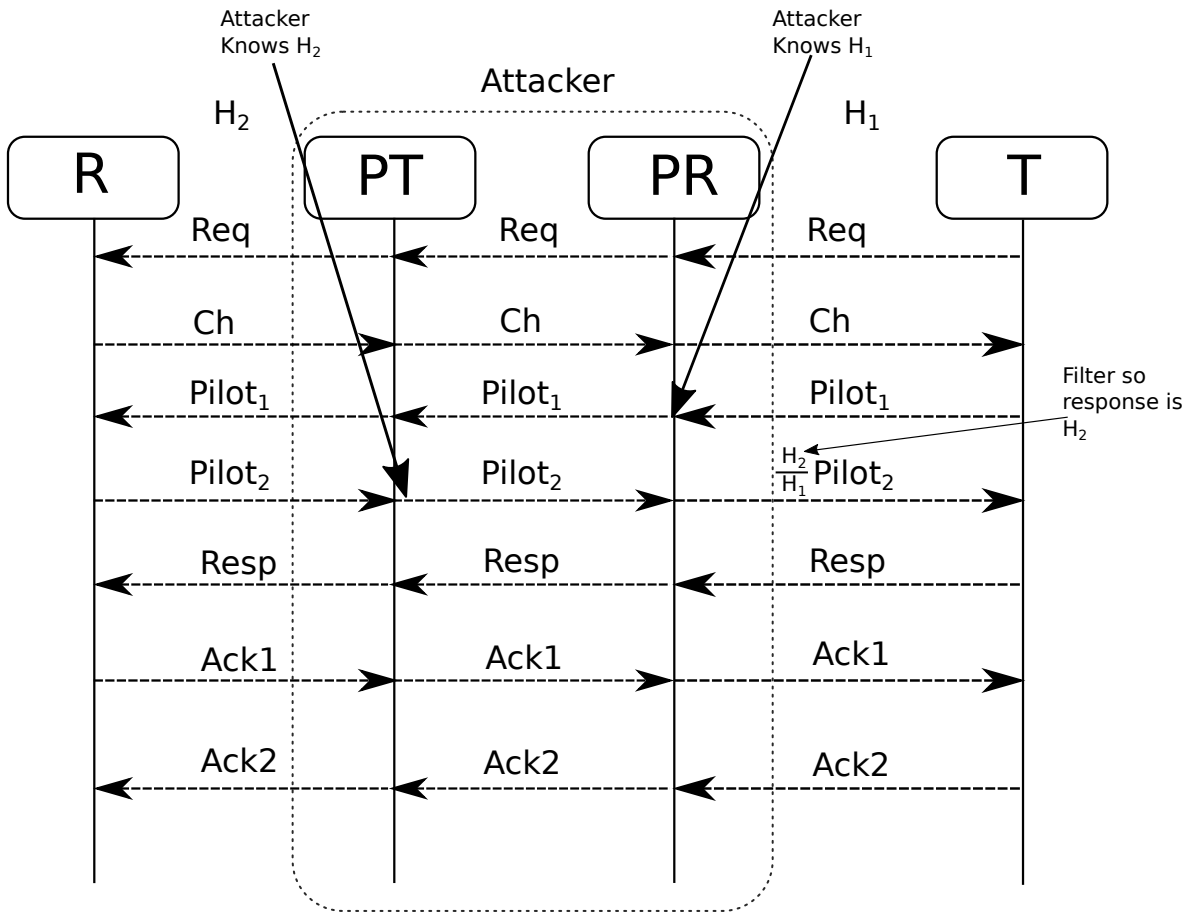 Attacker
Knows H₂
Attacker
Knows H₁
Attacker
H₂
H₁
R
PT
PR
T
Req
Req
Req
Ch
Ch
Ch
Pilot₁
Pilot₁
Pilot₁
Filter so
response is
H₂
Pilot₂
Pilot₂
H₂
H₁
Pilot₂
Resp
Resp
Resp
Ack1
Ack1
Ack1
Ack2
Ack2
Ack2